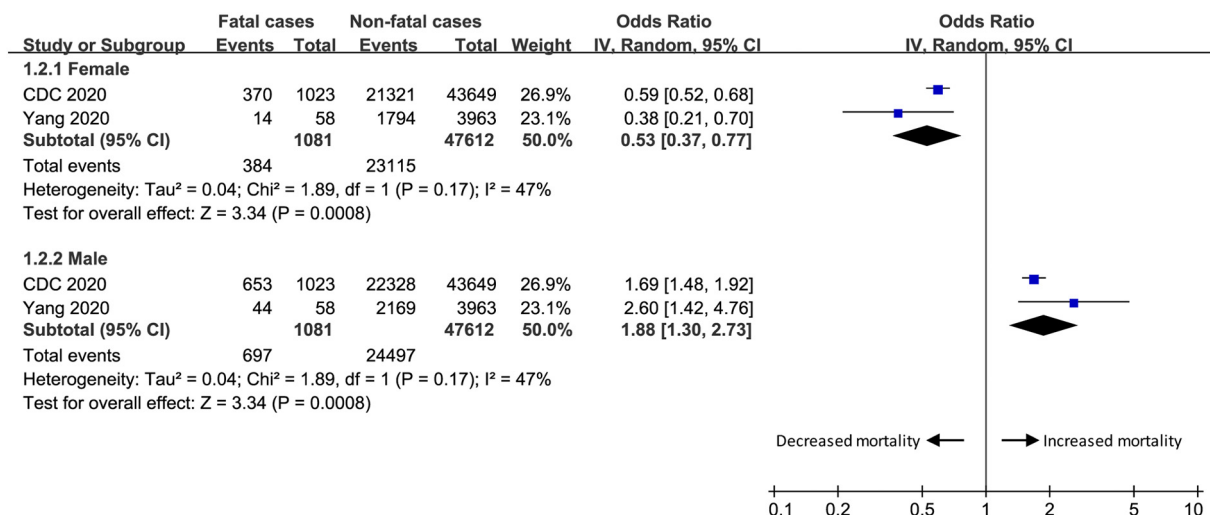 Fatal cases Non-fatal cases Odds Ratio Odds Ratio
Study or Subgroup Events Total Events Total Weight IV, Random, 95% CI IV, Random, 95% CI
1.2.1 Female
CDC 2020 370 1023 21321 43649 26.9% 0.59 [0.52, 0.68]
Yang 2020 14 58 1794 3963 23.1% 0.38 [0.21, 0.70]
Subtotal (95% CI) 1081 47612 50.0% 0.53 [0.37, 0.77]
Total events 384 23115
Heterogeneity: Tau² = 0.04; Chi² = 1.89, df = 1 (P = 0.17); I² = 47%
Test for overall effect: Z = 3.34 (P = 0.0008)
1.2.2 Male
CDC 2020 653 1023 22328 43649 26.9% 1.69 [1.48, 1.92]
Yang 2020 44 58 2169 3963 23.1% 2.60 [1.42, 4.76]
Subtotal (95% CI) 1081 47612 50.0% 1.88 [1.30, 2.73]
Total events 697 24497
Heterogeneity: Tau² = 0.04; Chi² = 1.89, df = 1 (P = 0.17); I² = 47%
Test for overall effect: Z = 3.34 (P = 0.0008)
Decreased mortality Increased mortality
0.1 0.2 0.5 1 2 5 10